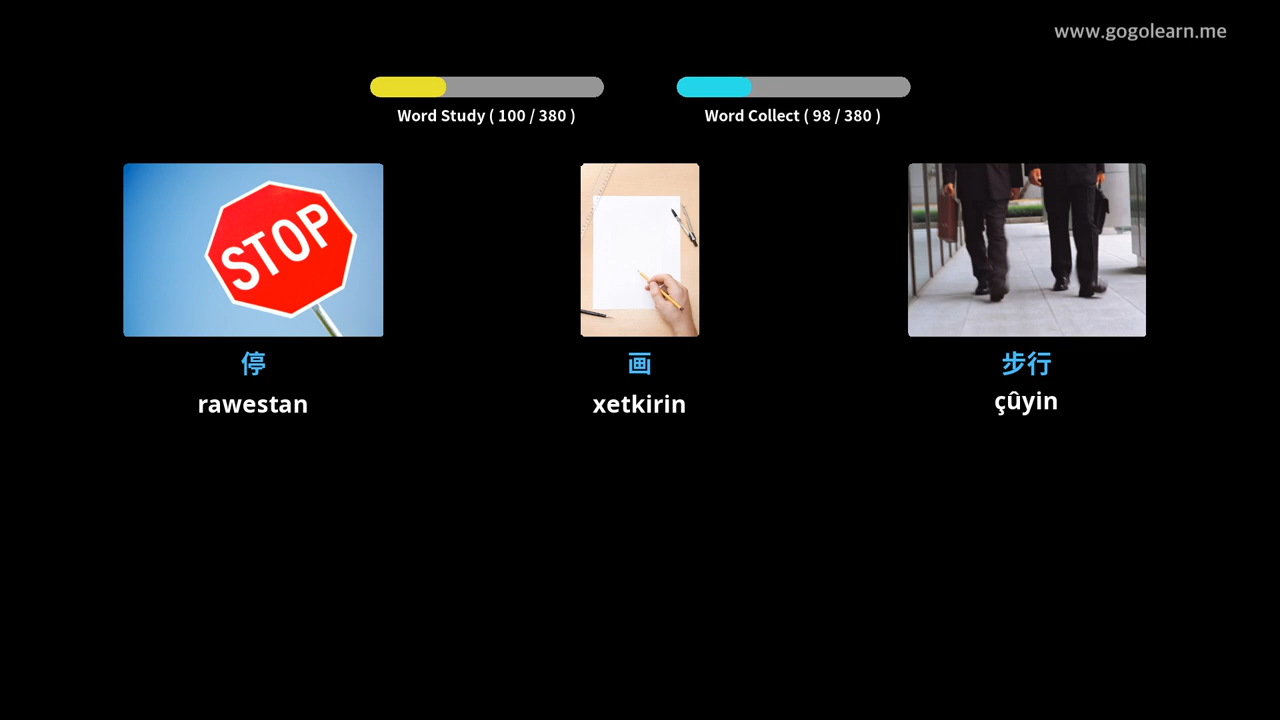 www.gogolearn.me
Word Study ( 100 / 380 )
Word Collect ( 98 / 380 )
STOP
停
画
步行
rawestan
xetkirin
çûyin